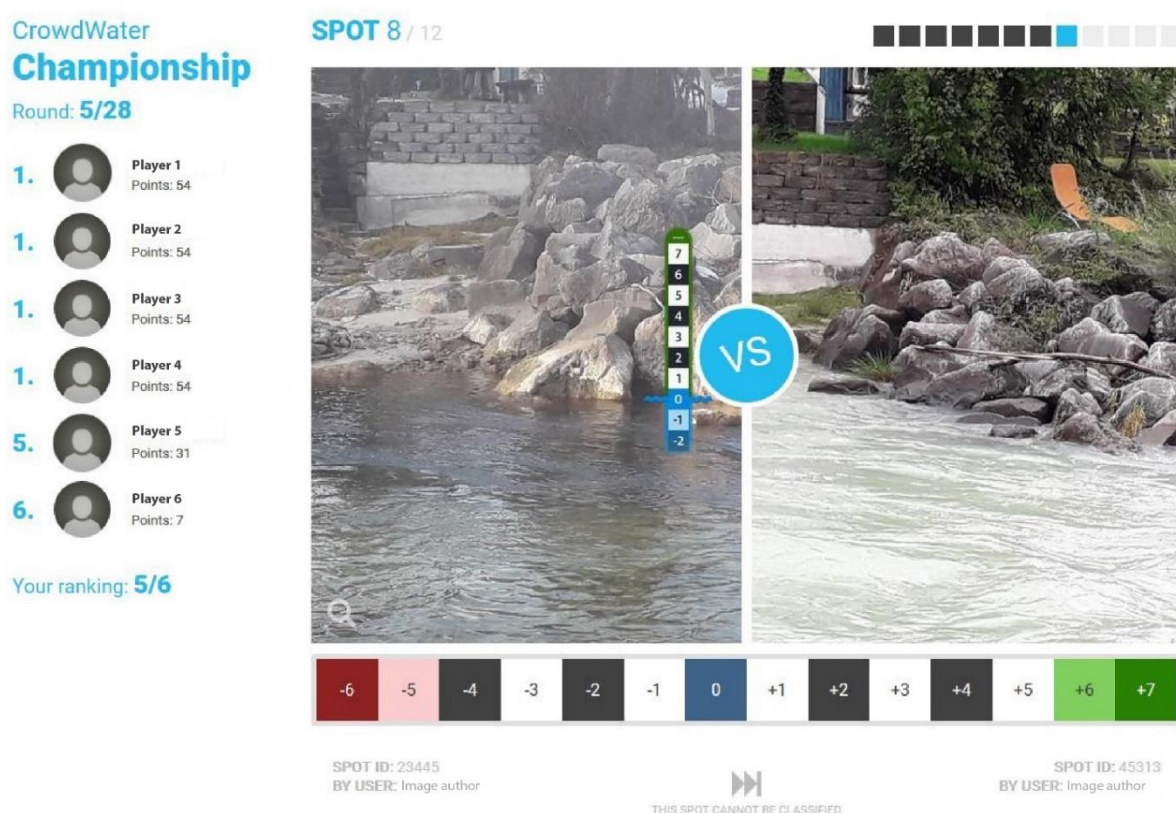 CrowdWater
Championship
Round: 5/28
1.
Player 1
Points: 54
1.
Player 2
Points: 54
1.
Player 3
Points: 54
1.
Player 4
Points: 54
5.
Player 5
Points: 31
6.
Player 6
Points: 7
Your ranking: 5/6
SPOT 8 / 12
7
6
5
4
3
2
1
0
-1
-2
VS
-6 -5 -4 -3 -2 -1 0 +1 +2 +3 +4 +5 +6 +7
SPOT ID: 23445
BY USER: Image author
THIS SPOT CANNOT BE CLASSIFIED
SPOT ID: 45313
BY USER: Image author